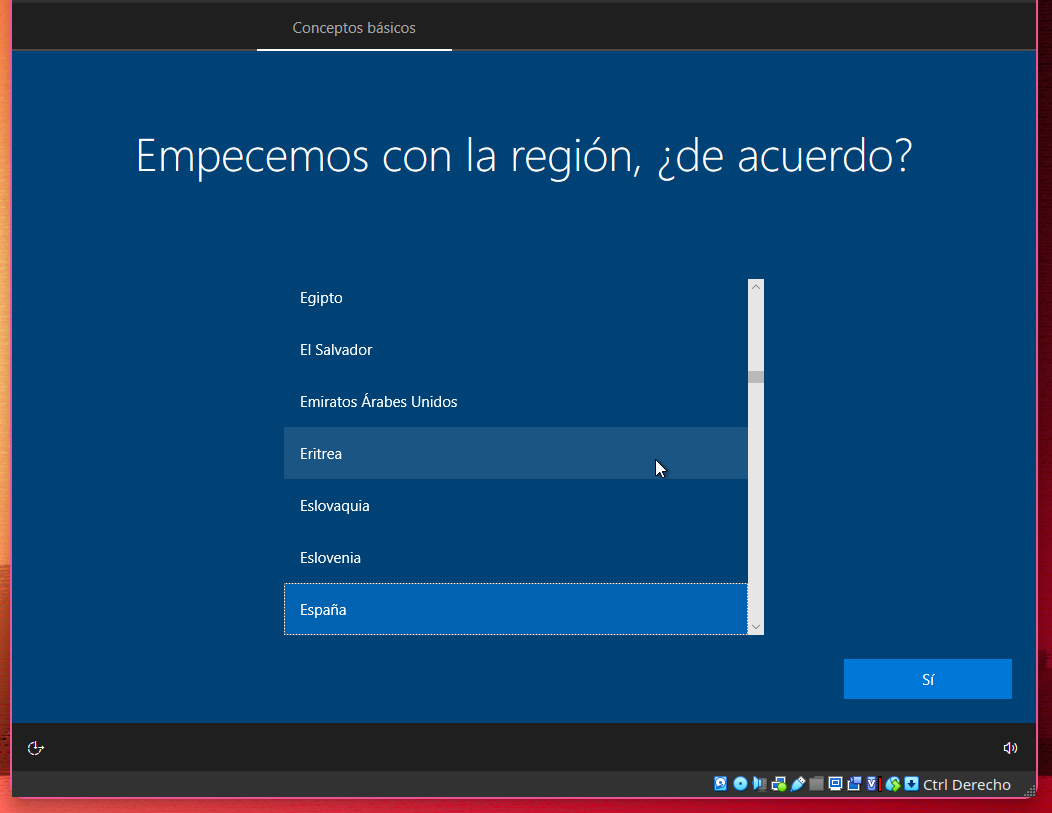 Conceptos básicos
Empecemos con la región, ¿de acuerdo?
Egipto
El Salvador
Emiratos Árabes Unidos
Eritrea
Eslovaquia
Eslovenia
España
Sí
Ctrl Derecho